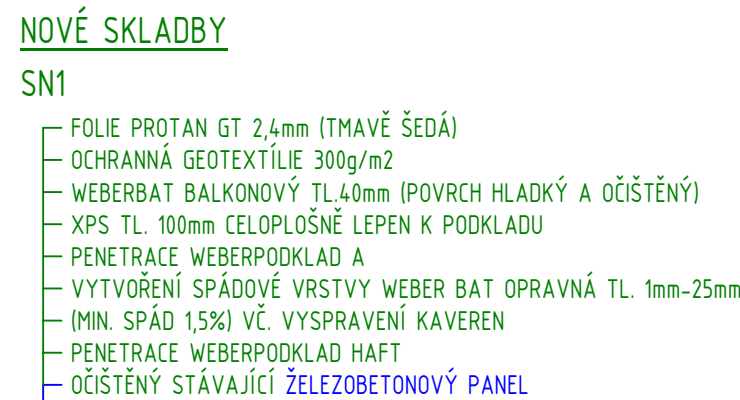 NOVÉ SKLADBY
SN1
FOLIE PROTAN GT 2,4mm (TMAVĚ ŠEDÁ)
OCHRANNÁ GEOTEXTÍLIE 300g/m2
WEBERBAT BALKONOVÝ TL.40mm (POVRCH HLADKÝ A OČIŠTĚNÝ)
XPS TL. 100mm CELOPLOŠNĚ LEPEN K PODKLADU
PENETRACE WEBERPODKLAD A
VYTVOŘENÍ SPÁDOVÉ VRSTVY WEBER BAT OPRAVNÁ TL. 1mm-25mm
(MIN. SPÁD 1,5%) VČ. VYSPRAVENÍ KAVEREN
PENETRACE WEBERPODKLAD HAFT
OČIŠTĚNÝ STÁVAJÍCÍ ŽELEZOBETONOVÝ PANEL